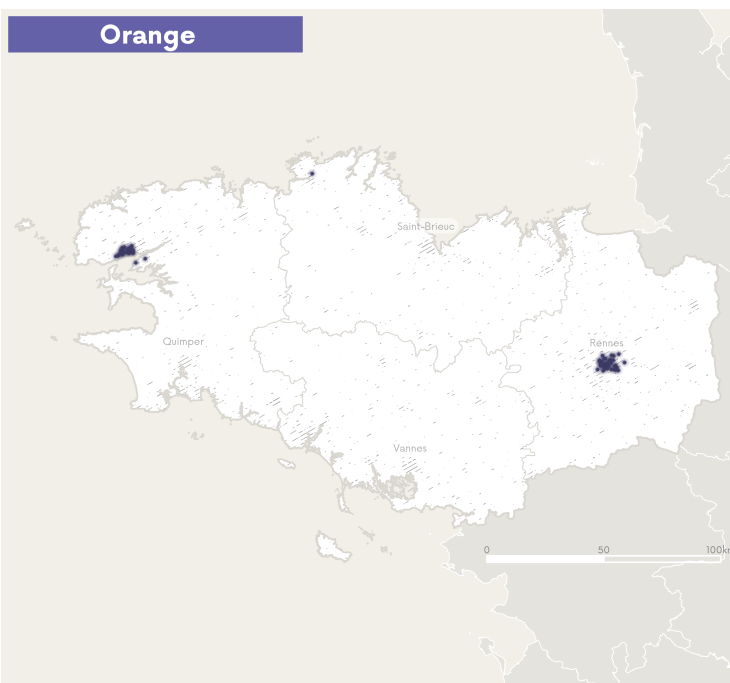 Orange
Saint-Brieuc
Quimper
Rennes
Vannes
0 50 100km